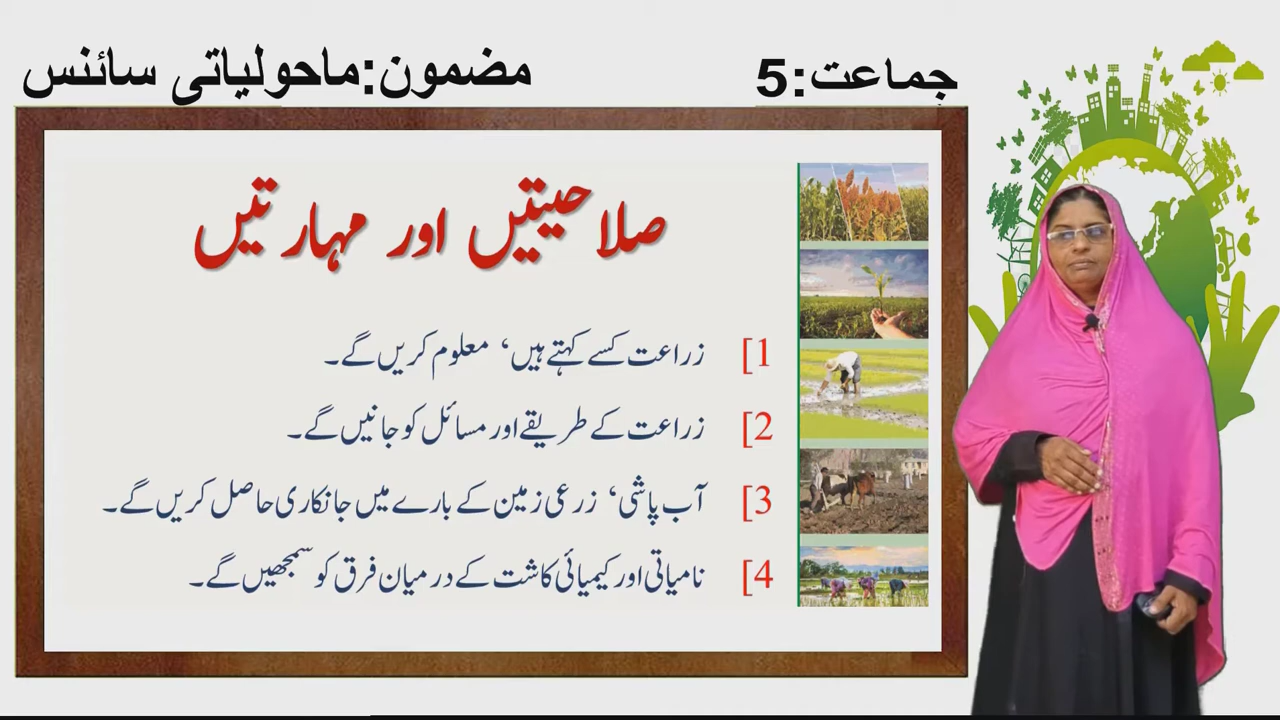 جماعت:5
مضمون:ماحولیاتی سائنس
صلاحیتیں اور مہارتیں
1] زراعت کسے کہتے ہیں، معلوم کریں گے۔
2] زراعت کے طریقے اور مسائل کو جانیں گے۔
3] آب پاشی، زرعی زمین کے بارے میں جانکاری حاصل کریں گے۔
4] نامیاتی اور کیمیائی کاشت کے درمیان فرق کو سمجھیں گے۔